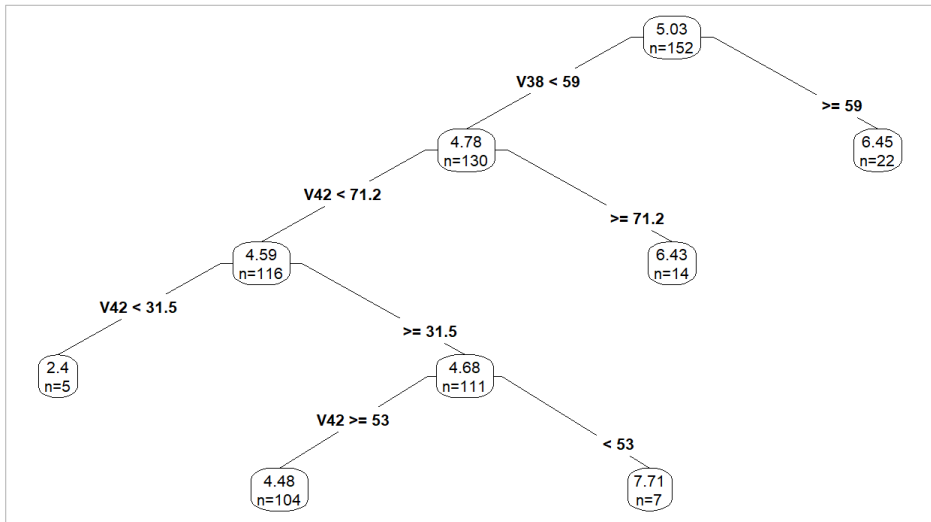 5.03
n=152
V38 < 59
>= 59
4.78
n=130
6.45
n=22
V42 < 71.2
>= 71.2
4.59
n=116
6.43
n=14
V42 < 31.5
>= 31.5
2.4
n=5
4.68
n=111
V42 >= 53
< 53
4.48
n=104
7.71
n=7